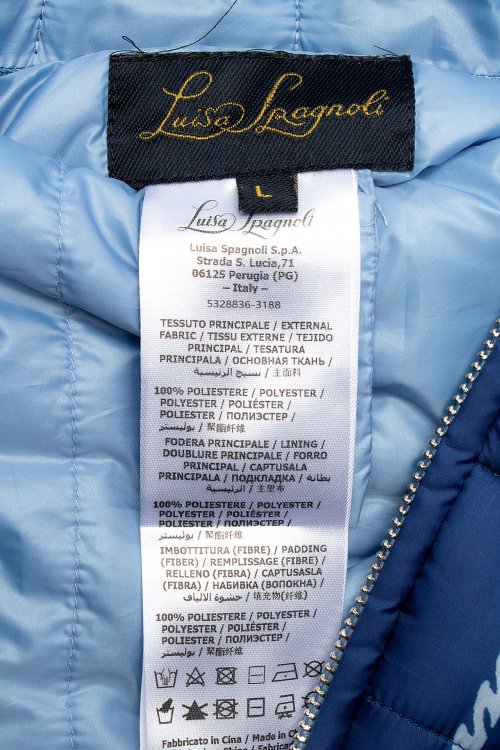 Luisa Spagnoli
L
Luisa Spagnoli
Luisa Spagnoli S.p.A.
Strada S. Lucia,71
06125 Perugia (PG)
– Italy –
5328836-3188
TESSUTO PRINCIPALE / EXTERNAL
FABRIC / TISSU EXTERNE / TEJIDO
PRINCIPAL / TESATURA
PRINCIPALA / ОСНОВНАЯ ТКАНЬ /
نسيج الرئيسية / 主面料
100% POLIESTERE / POLYESTER /
POLYESTER / POLIÉSTER /
POLIESTER / ПОЛИЭСТЕР /
بوليستر / 聚酯纤维
FODERA PRINCIPALE / LINING /
DOUBLURE PRINCIPALE / FORRO
PRINCIPAL / CAPTUSALA
PRINCIPALA / ПОДКЛАДКА / بطانة
الرئيسية / 主里布
100% POLIESTERE / POLYESTER /
POLYESTER / POLIÉSTER /
POLIESTER / ПОЛИЭСТЕР /
بوليستر / 聚酯纤维
IMBOTTITURA (FIBRE) / PADDING
(FIBER) / REMPLISSAGE (FIBRE) /
RELLENO (FIBRA) / CAPTUSASLA
(FIBRA) / НАБИВКА (ВОЛОКНА) /
حشوة الالياف / 填充物(纤维)
100% POLIESTERE / POLYESTER /
POLYESTER / POLIÉSTER /
POLIESTER / ПОЛИЭСТЕР /
بوليستر / 聚酯纤维
Fabbricato in Cina / Made in